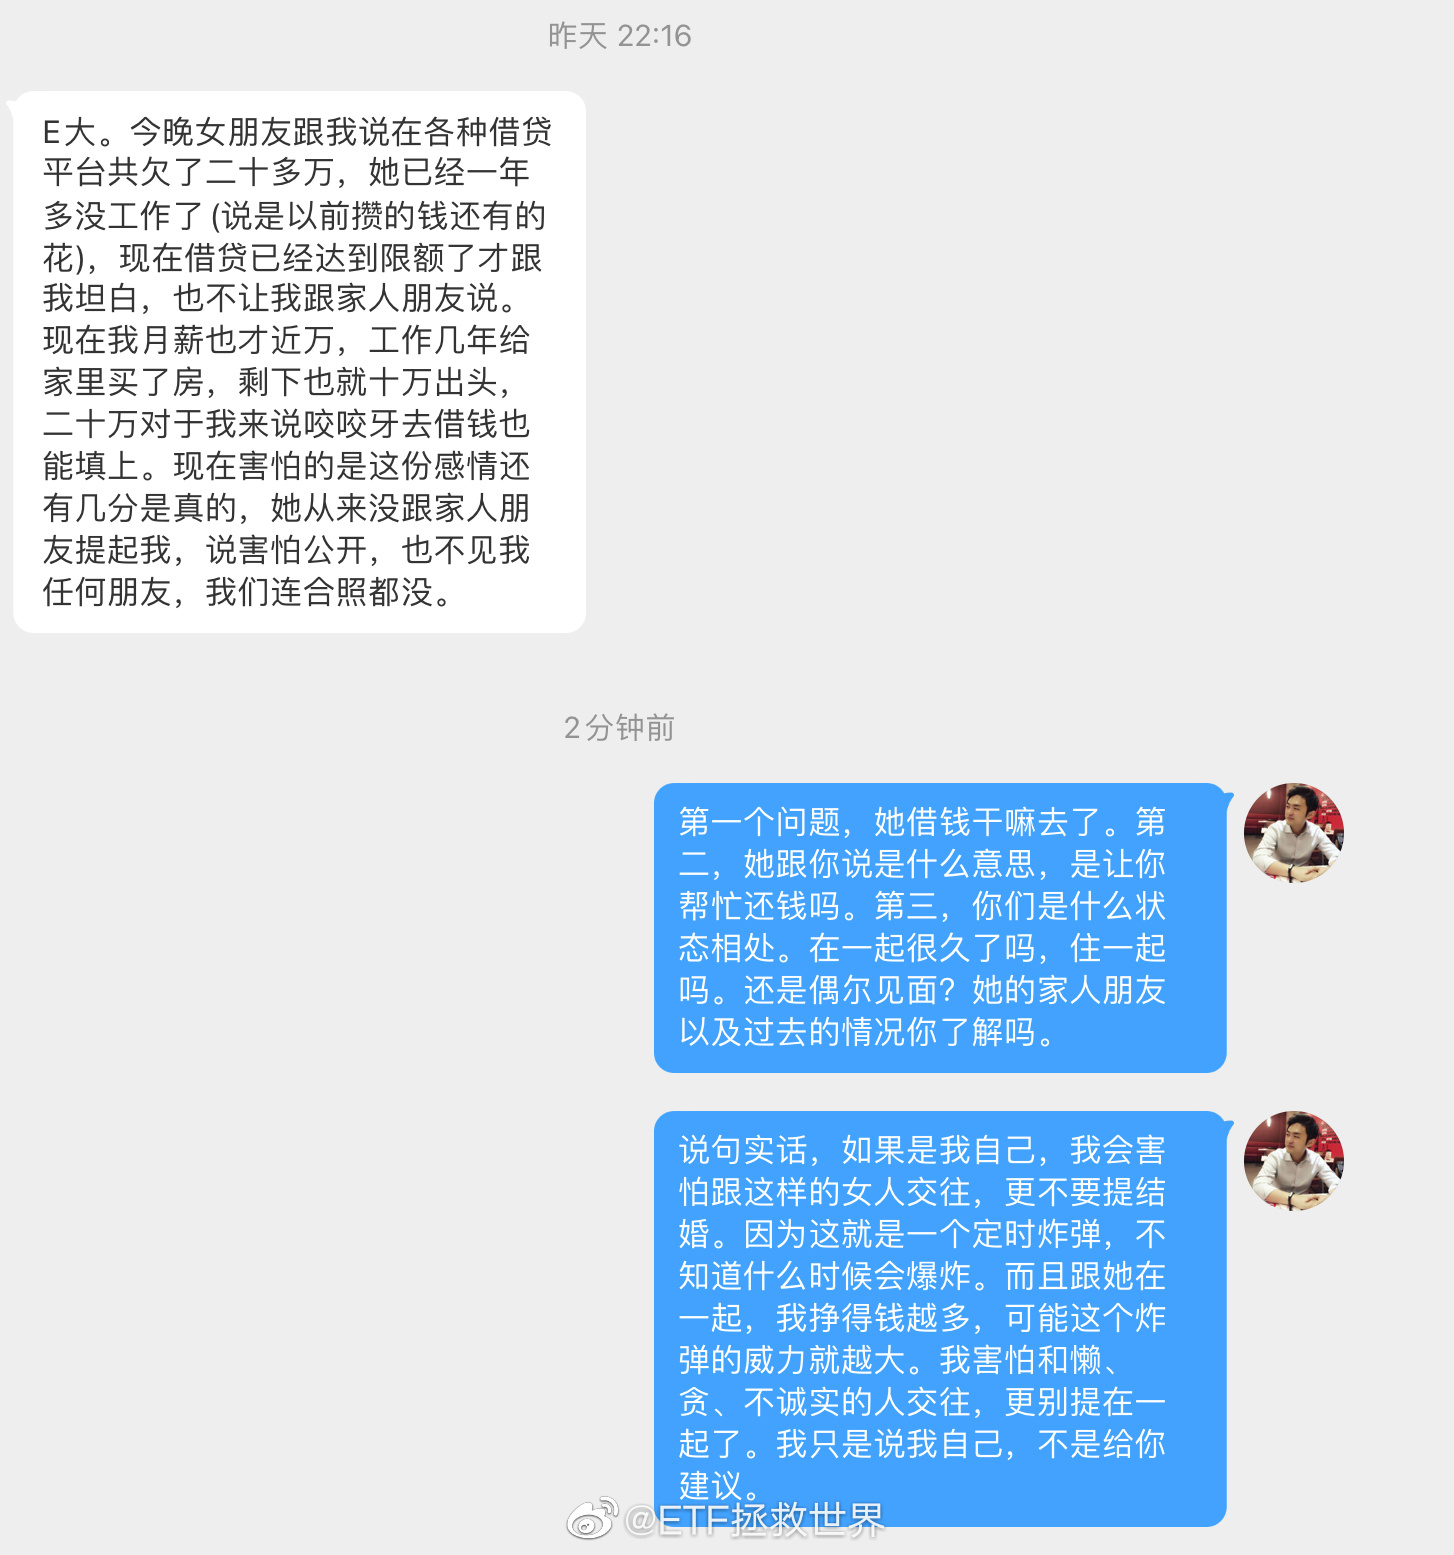 昨天 22:16
E大。今晚女朋友跟我说在各种借贷
平台共欠了二十多万，她已经一年
多没工作了(说是以前攒的钱还有的
花)，现在借贷已经达到限额了才跟
我坦白，也不让我跟家人朋友说。
现在我月薪也才近万，工作几年给
家里买了房，剩下也就十万出头，
二十万对于我来说咬咬牙去借钱也
能填上。现在害怕的是这份感情还
有几分是真的，她从来没跟家人朋
友提起我，说害怕公开，也不见我
任何朋友，我们连合照都没。
2分钟前
第一个问题，她借钱干嘛去了。第
二，她跟你说是什么意思，是让你
帮忙还钱吗。第三，你们是什么状
态相处。在一起很久了吗，住一起
吗。还是偶尔见面？她的家人朋友
以及过去的情况你了解吗。
说句实话，如果是我自己，我会害
怕跟这样的女人交往，更不要提结
婚。因为这就是一个定时炸弹，不
知道什么时候会爆炸。而且跟她在
一起，我挣得钱越多，可能这个炸
弹的威力就越大。我害怕和懒、
贪、不诚实的人交往，更别提在一
起了。我只是说我自己，不是给你
建议。
@ETF拯救世界